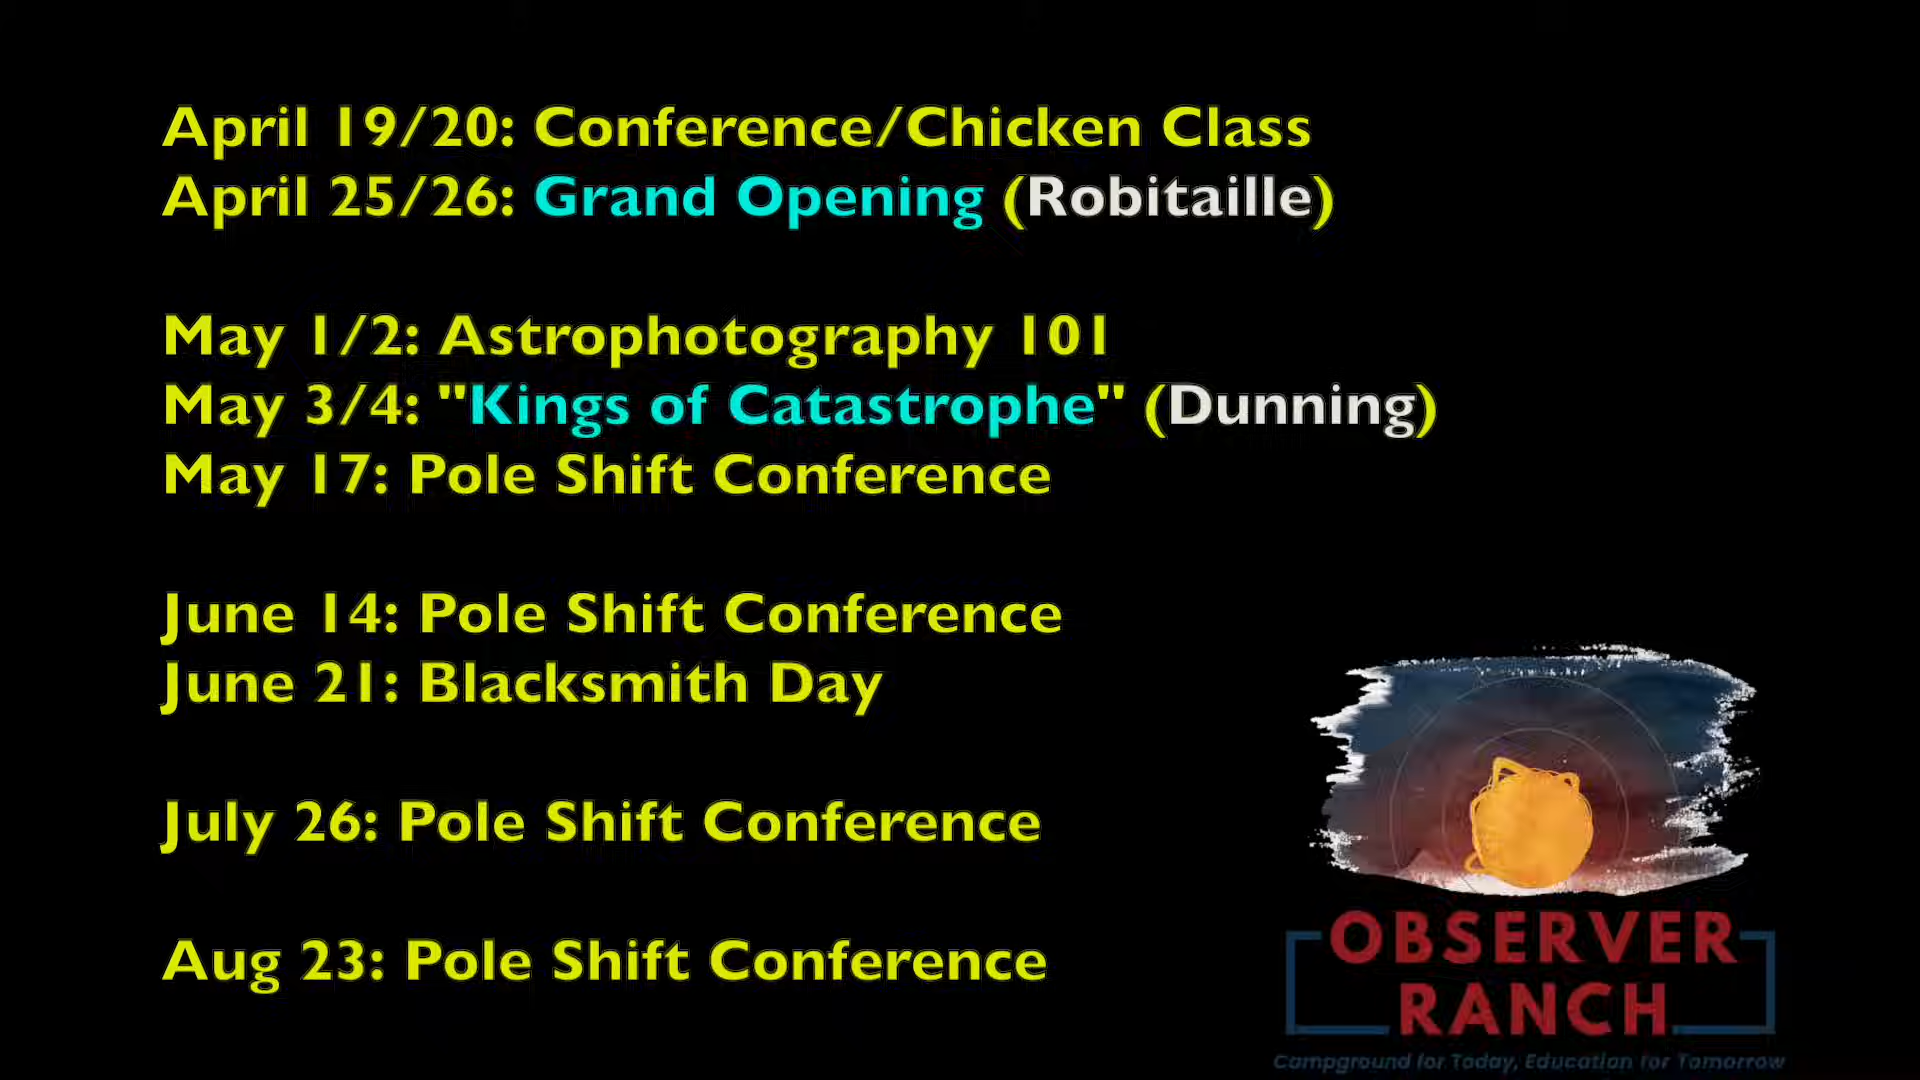 April 19/20: Conference/Chicken Class
April 25/26: Grand Opening (Robitaille)
May 1/2: Astrophotography 101
May 3/4: "Kings of Catastrophe" (Dunning)
May 17: Pole Shift Conference
June 14: Pole Shift Conference
June 21: Blacksmith Day
July 26: Pole Shift Conference
Aug 23: Pole Shift Conference
OBSERVER
RANCH
Campground for Today, Education for Tomorrow